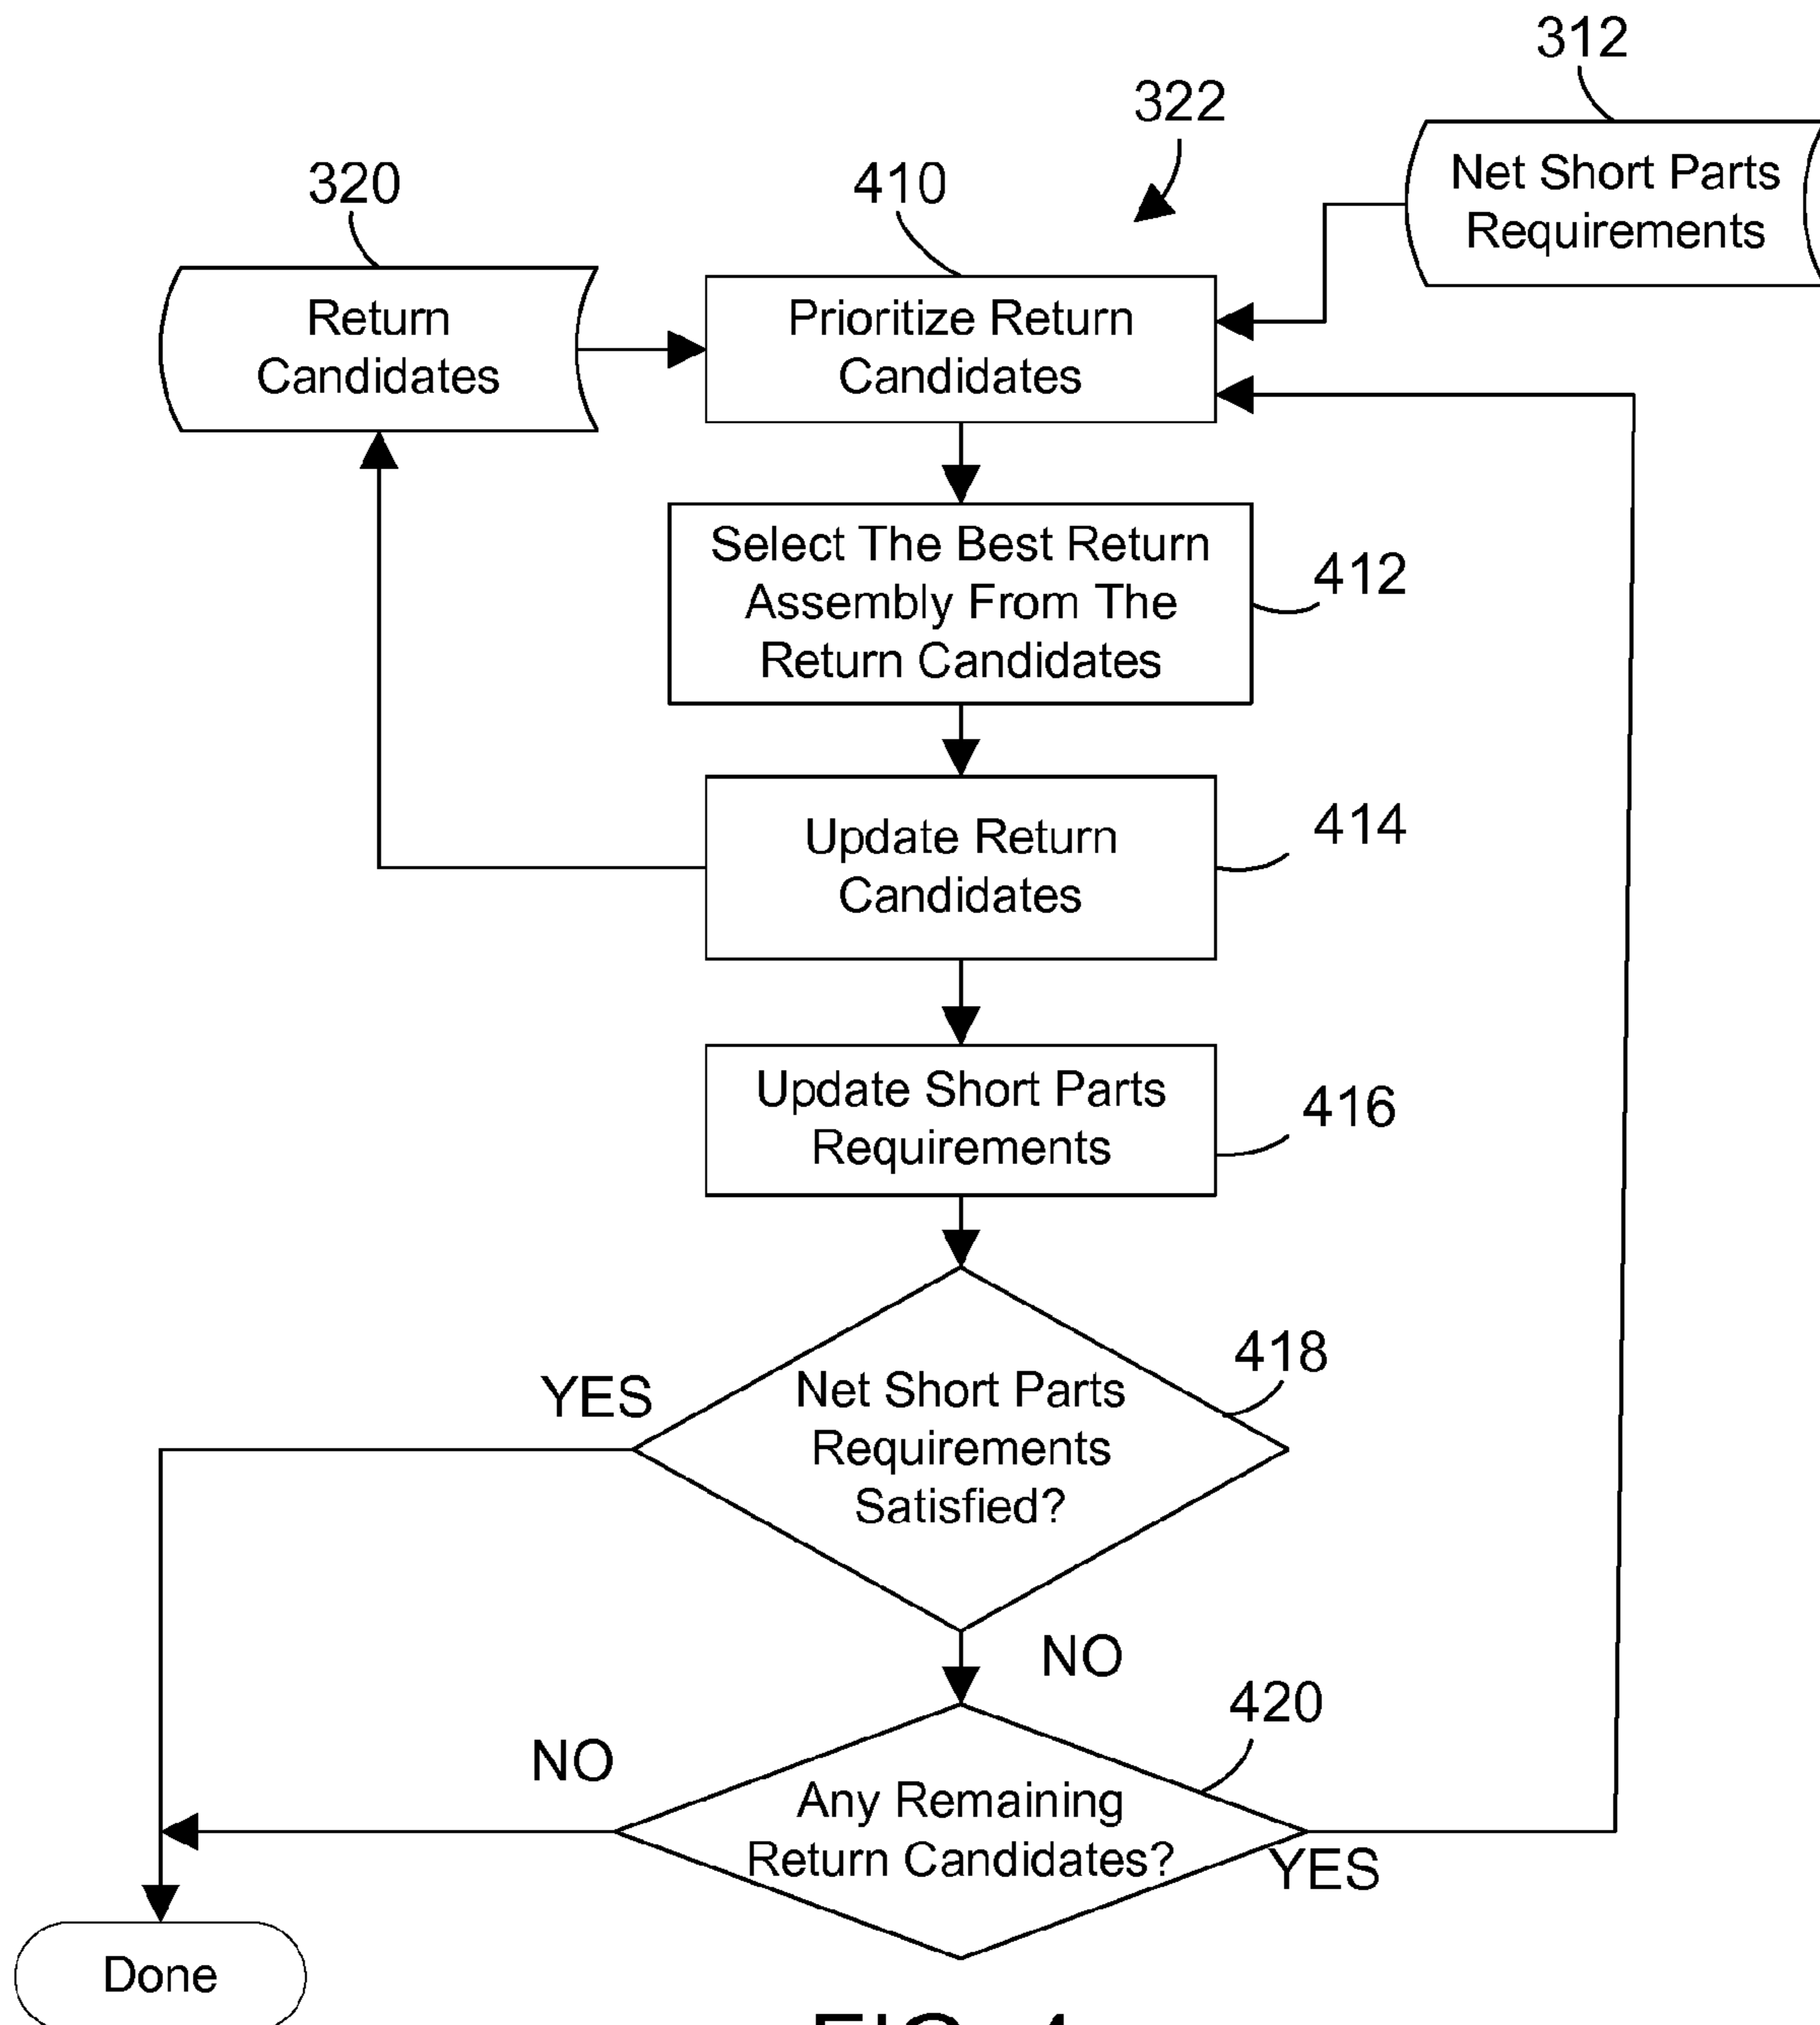 312
322
Net Short Parts
Requirements
320
410
Return
Candidates
Prioritize Return
Candidates
Select The Best Return
Assembly From The
Return Candidates
412
Update Return
Candidates
414
Update Short Parts
Requirements
416
418
YES
Net Short Parts
Requirements
Satisfied?
NO
420
NO
Any Remaining
Return Candidates?
YES
Done
FIG. 4